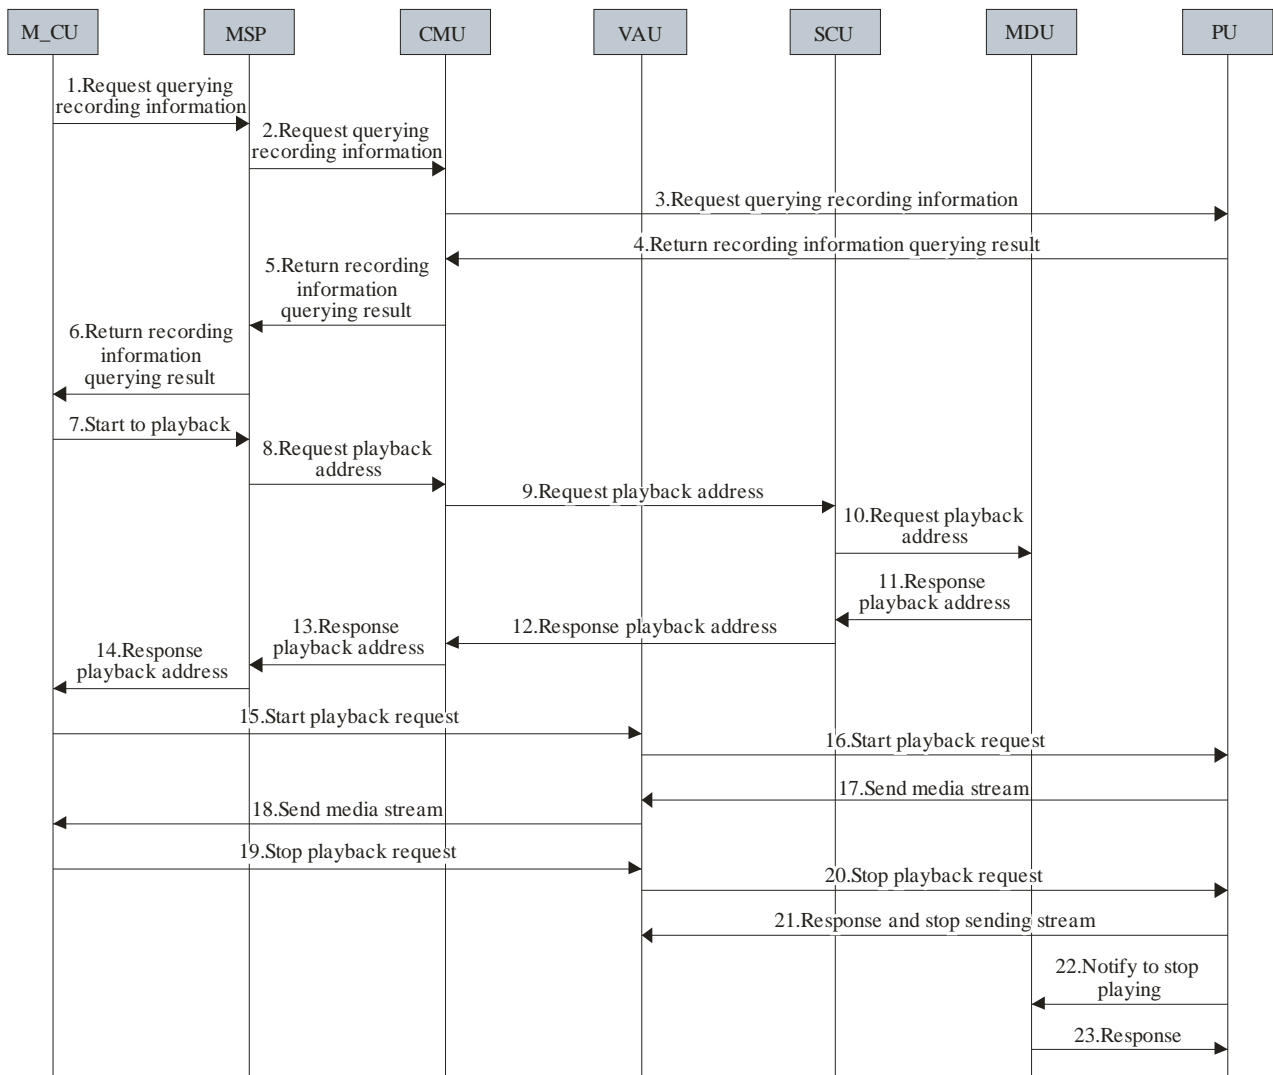 M_CU
MSP
CMU
VAU
SCU
MDU
PU
1.Request querying
recording information
2.Request querying
recording information
3.Request querying recording information
4.Return recording information querying result
5.Return recording
information
querying result
6.Return recording
information
querying result
7.Start to playback
8.Request playback
address
9.Request playback address
10.Request playback
address
11.Response
playback address
12.Response playback address
13.Response
playback address
14.Response
playback address
15.Start playback request
16.Start playback request
17.Send media stream
18.Send media stream
19.Stop playback request
20.Stop playback request
21.Response and stop sending stream
22.Notify to stop
playing
23.Response